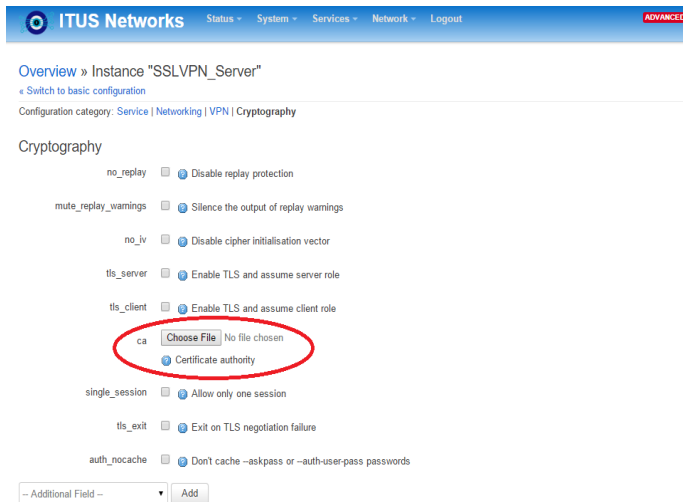 ITUS Networks Status System Services Network Logout ADVANCED
Overview » Instance "SSLVPN_Server"
« Switch to basic configuration
Configuration category: Service | Networking | VPN | Cryptography
Cryptography
no_replay Disable replay protection
mute_replay_warnings Silence the output of replay warnings
no_iv Disable cipher initialisation vector
tls_server Enable TLS and assume server role
tls_client Enable TLS and assume client role
ca Choose File No file chosen
Certificate authority
single_session Allow only one session
tls_exit Exit on TLS negotiation failure
auth_nocache Don't cache --askpass or --auth-user-pass passwords
-- Additional Field -- Add